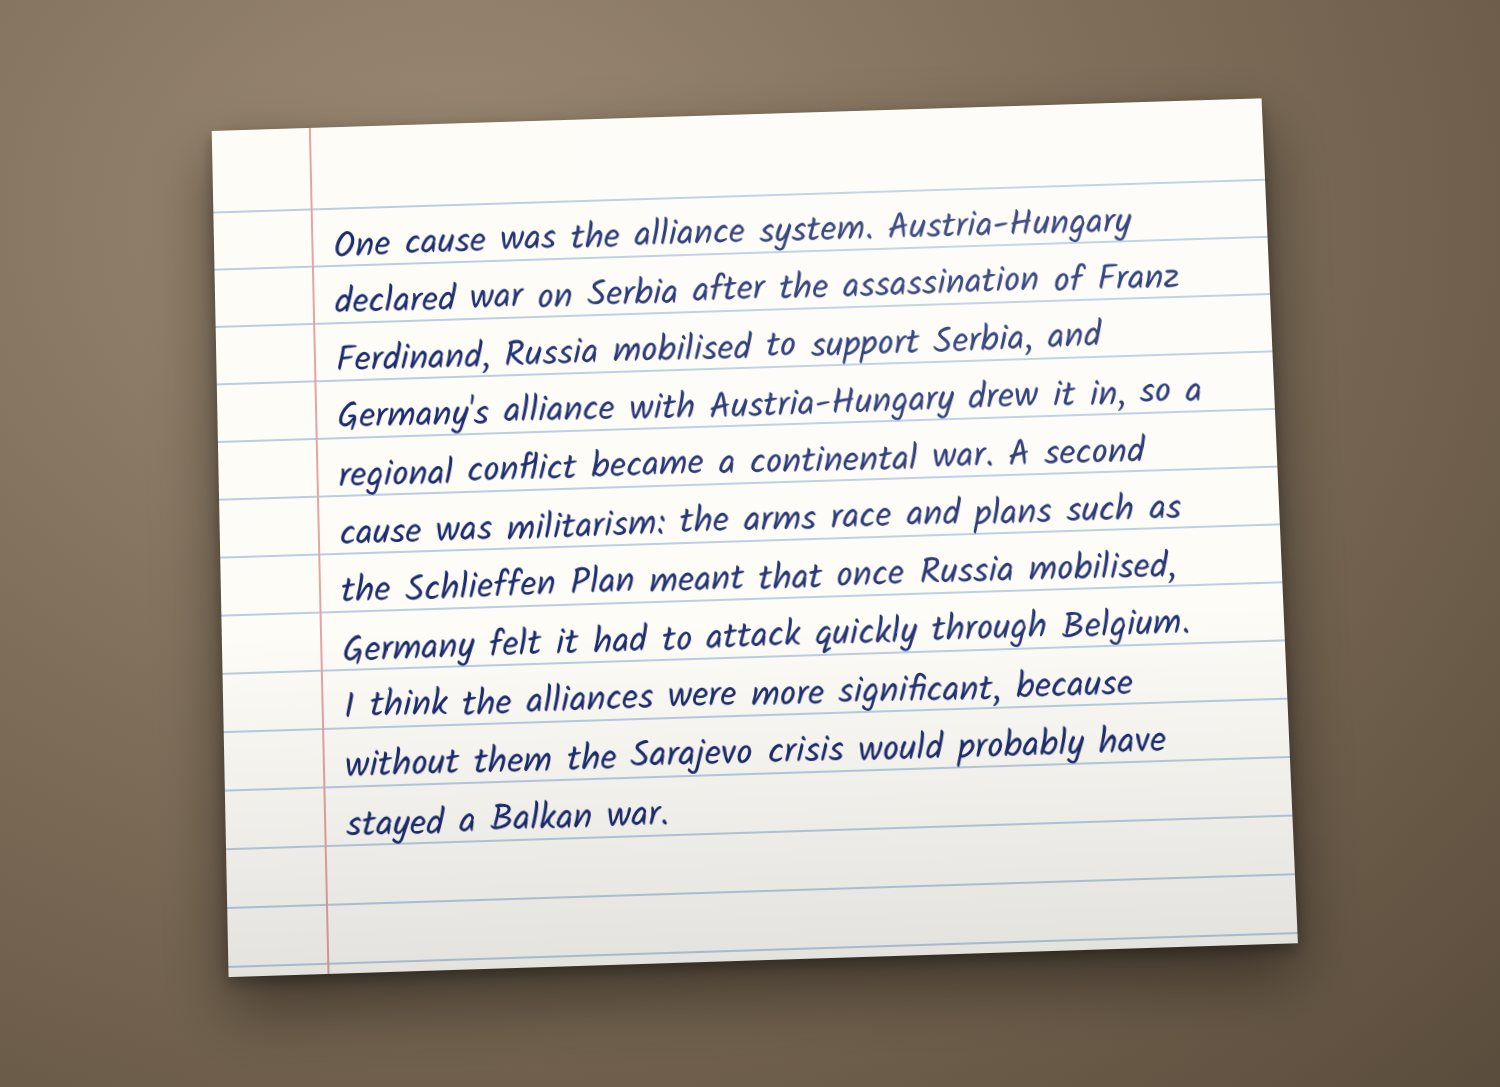 One cause was the alliance system. Austria-Hungary
declared war on Serbia after the assassination of Franz
Ferdinand, Russia mobilised to support Serbia, and
Germany's alliance with Austria-Hungary drew it in, so a
regional conflict became a continental war. A second
cause was militarism: the arms race and plans such as
the Schlieffen Plan meant that once Russia mobilised,
Germany felt it had to attack quickly through Belgium.
I think the alliances were more significant, because
without them the Sarajevo crisis would probably have
stayed a Balkan war.